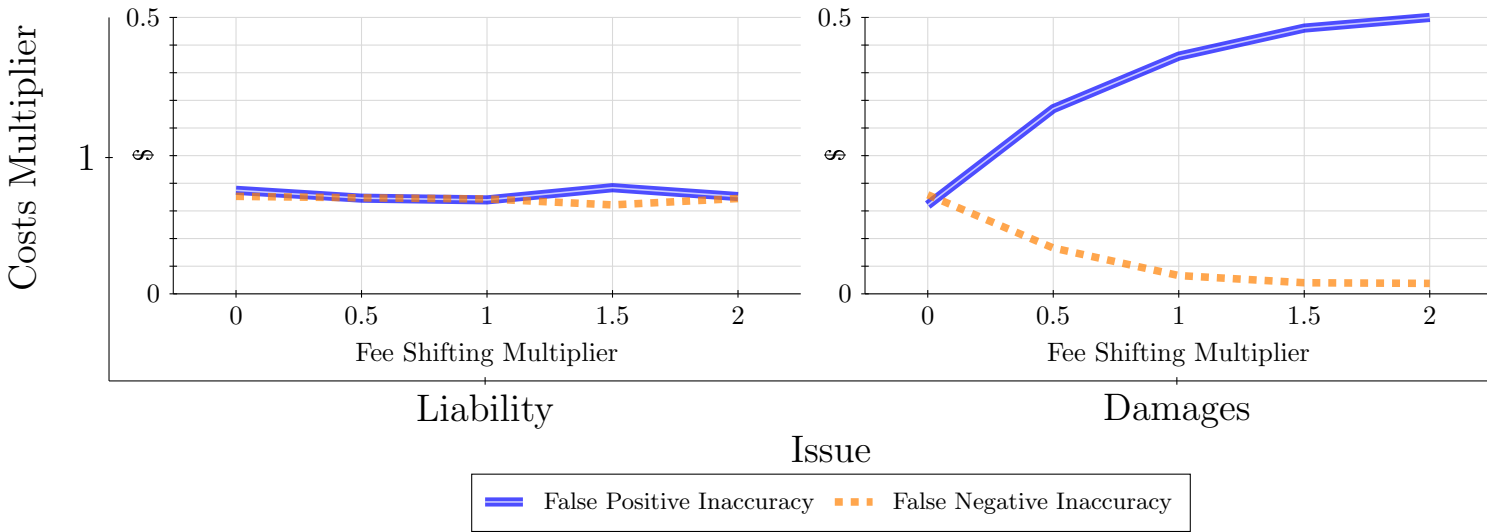 Costs Multiplier
1
$
0.5
0
0 0.5 1 1.5 2
Fee Shifting Multiplier
Liability
$
0.5
0
0 0.5 1 1.5 2
Fee Shifting Multiplier
Damages
Issue
False Positive Inaccuracy False Negative Inaccuracy